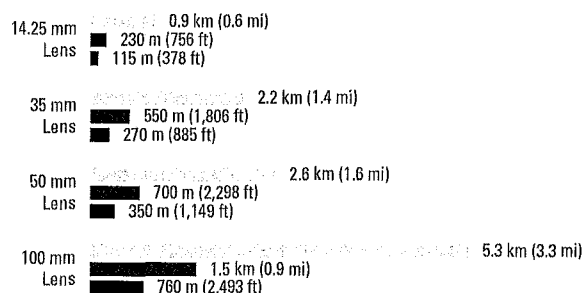 14.25 mm Lens 0.9 km (0.6 mi)
230 m (756 ft)
115 m (378 ft)
35 mm Lens 2.2 km (1.4 mi)
550 m (1,806 ft)
270 m (885 ft)
50 mm Lens 2.6 km (1.6 mi)
700 m (2,298 ft)
350 m (1,149 ft)
100 mm Lens 5.3 km (3.3 mi)
1.5 km (0.9 mi)
760 m (2,493 ft)